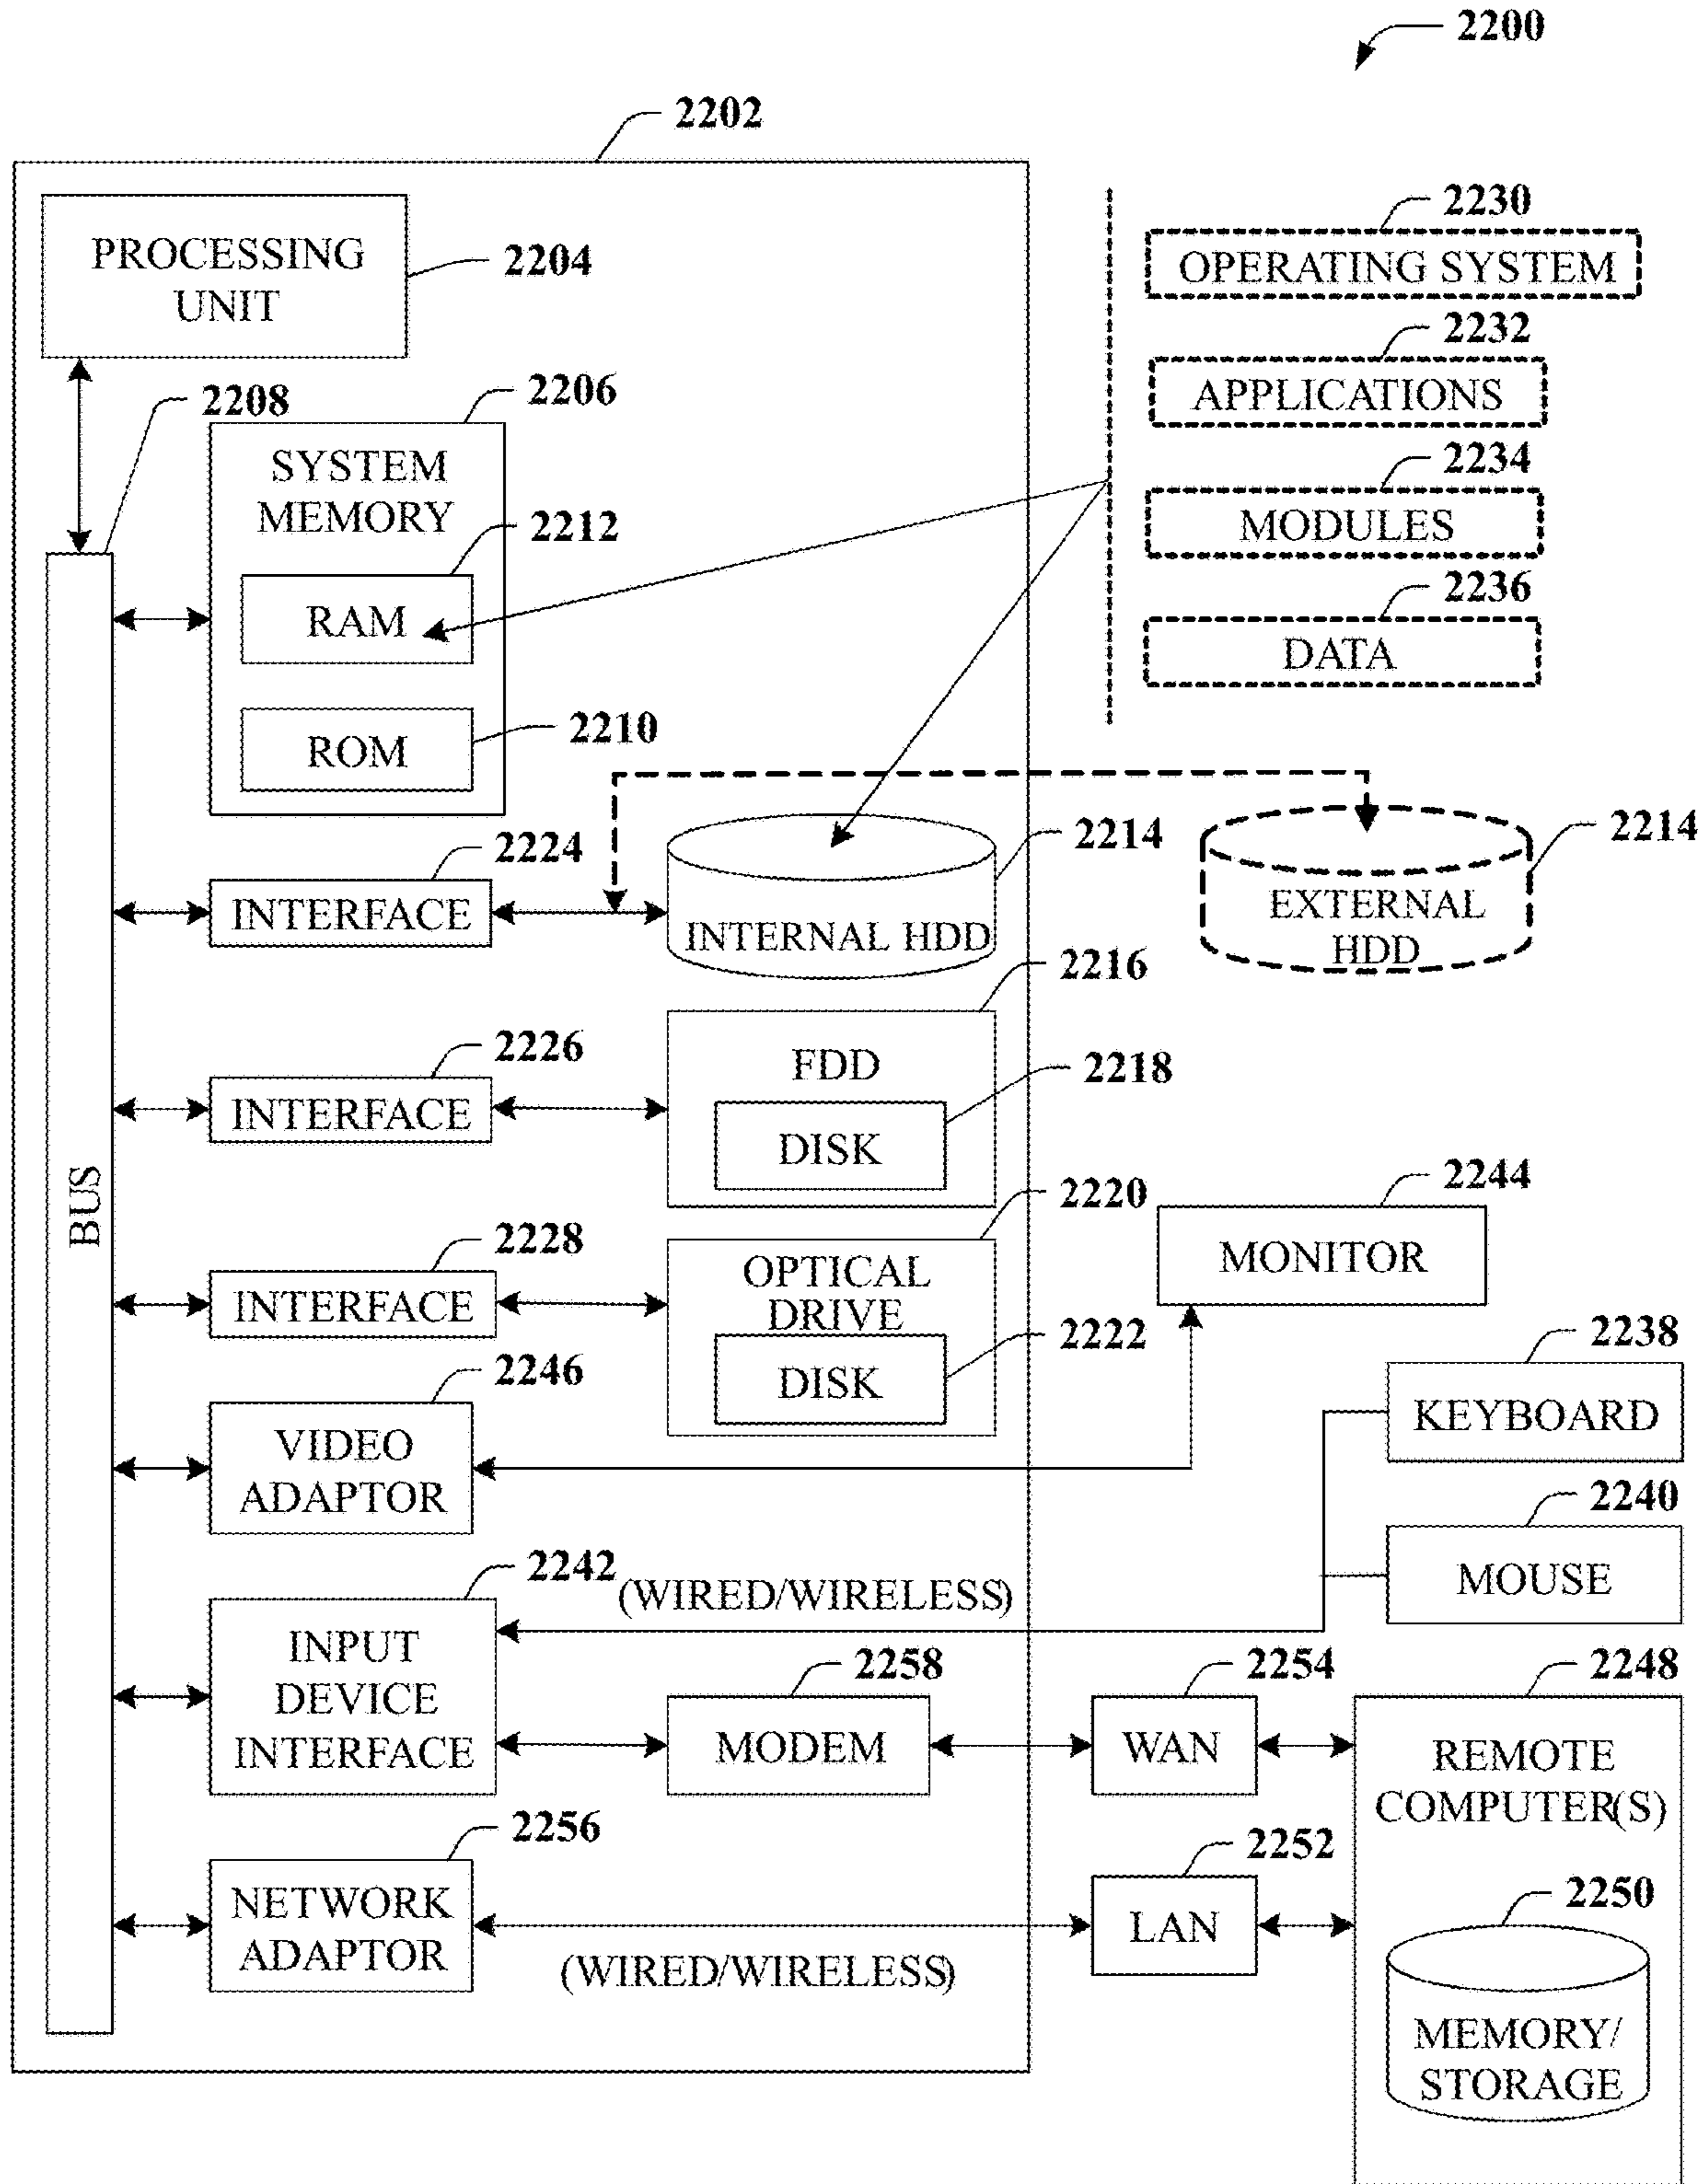 2200
2202
PROCESSING
UNIT
2204
2230
OPERATING SYSTEM
2232
APPLICATIONS
2234
MODULES
2236
DATA
2208
2206
SYSTEM
MEMORY
2212
RAM
2210
ROM
2224
INTERFACE
2214
INTERNAL HDD
2214
EXTERNAL
HDD
2226
INTERFACE
2216
FDD
2218
DISK
BUS
2228
INTERFACE
2220
OPTICAL
DRIVE
2222
DISK
2244
MONITOR
2246
VIDEO
ADAPTOR
2238
KEYBOARD
2240
MOUSE
2242
(WIRED/WIRELESS)
INPUT
DEVICE
INTERFACE
2258
MODEM
2254
WAN
2248
REMOTE
COMPUTER(S)
2256
NETWORK
ADAPTOR
(WIRED/WIRELESS)
2252
LAN
2250
MEMORY/
STORAGE